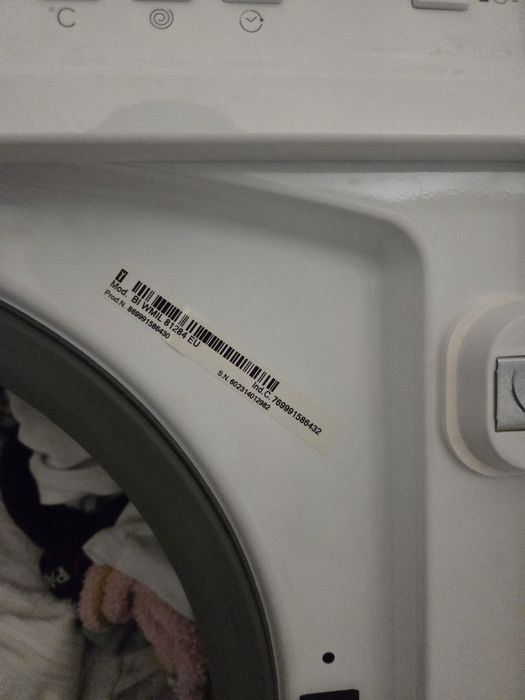 °C
Mod. BI WMIL 81284 EU
Prod.N. 869991586430
Ind.C. 769991586432
S.N. 602314012982